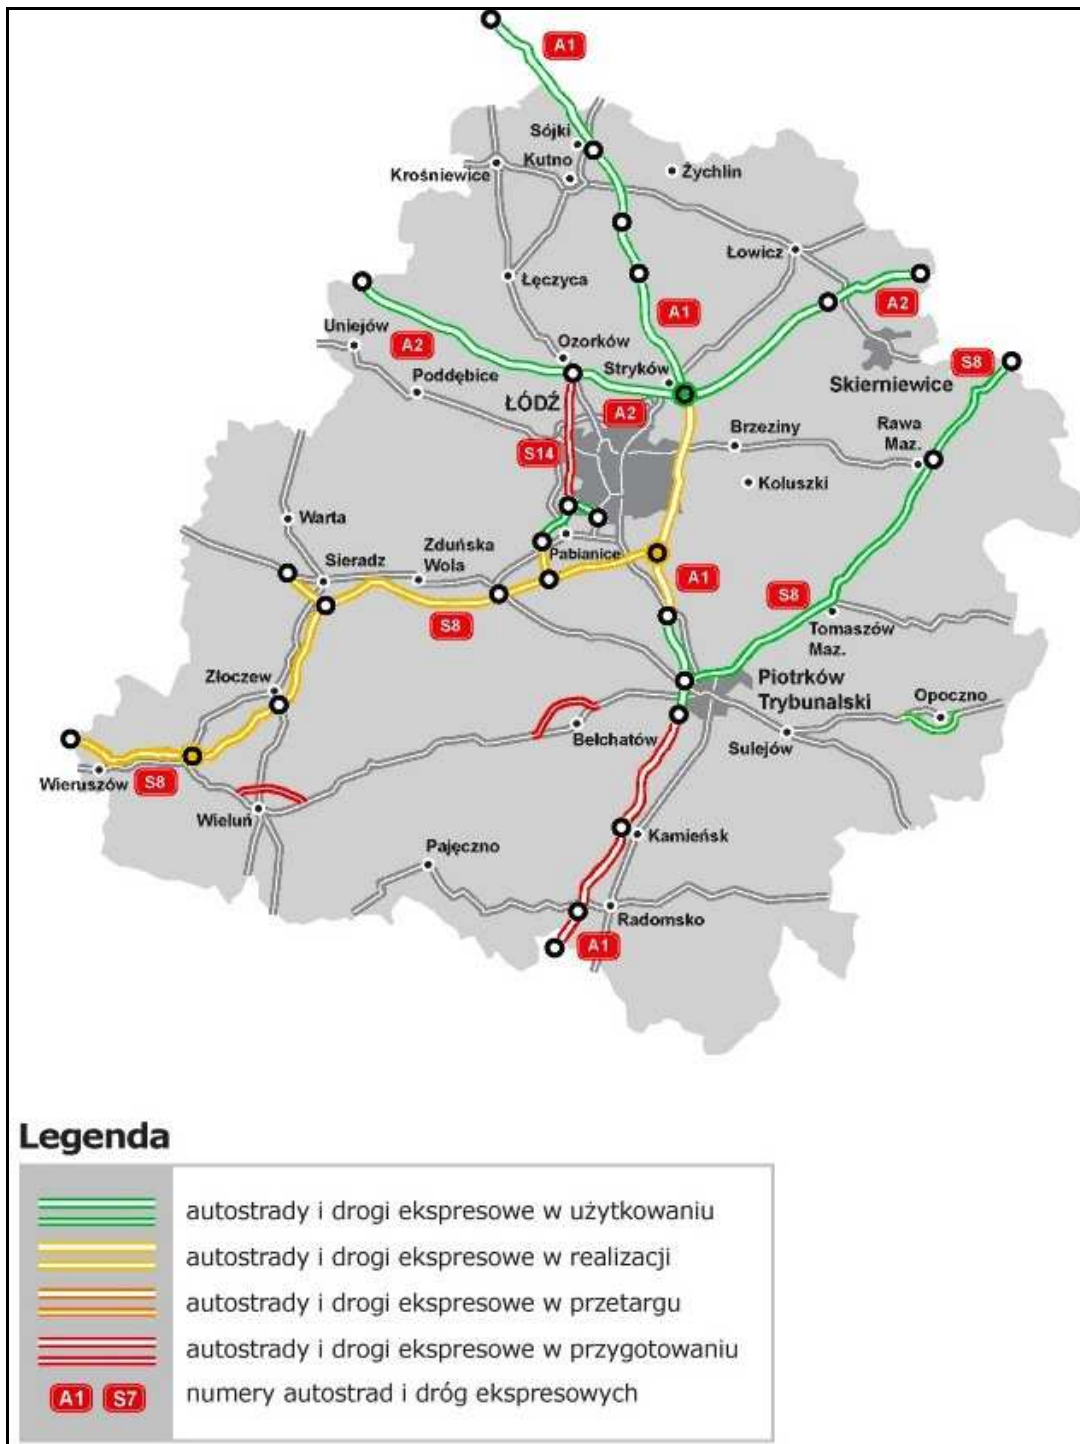 A1
Sójki
Kutno
Krośniewice
Żychlin
Łowicz
Łęczyca
A1
A2
Uniejów
A2
Ozorków
Stryków
S8
Poddębice
Skierniewice
ŁÓDŹ
A2
Brzeziny
Rawa
Maz.
S14
Koluszki
Warta
Zduńska
Wola
Pabianice
Sieradz
A1
S8
S8
Tomaszów
Maz.
Złoczew
Piotrków
Trybunalski
Opoczno
Bełchatów
Sulejów
Wieruszów
S8
Wieluń
Kamieńsk
Pajęczno
Radomsko
A1
Legenda
autostrady i drogi ekspresowe w użytkowaniu
autostrady i drogi ekspresowe w realizacji
autostrady i drogi ekspresowe w przetargu
autostrady i drogi ekspresowe w przygotowaniu
A1 S7 numery autostrad i dróg ekspresowych